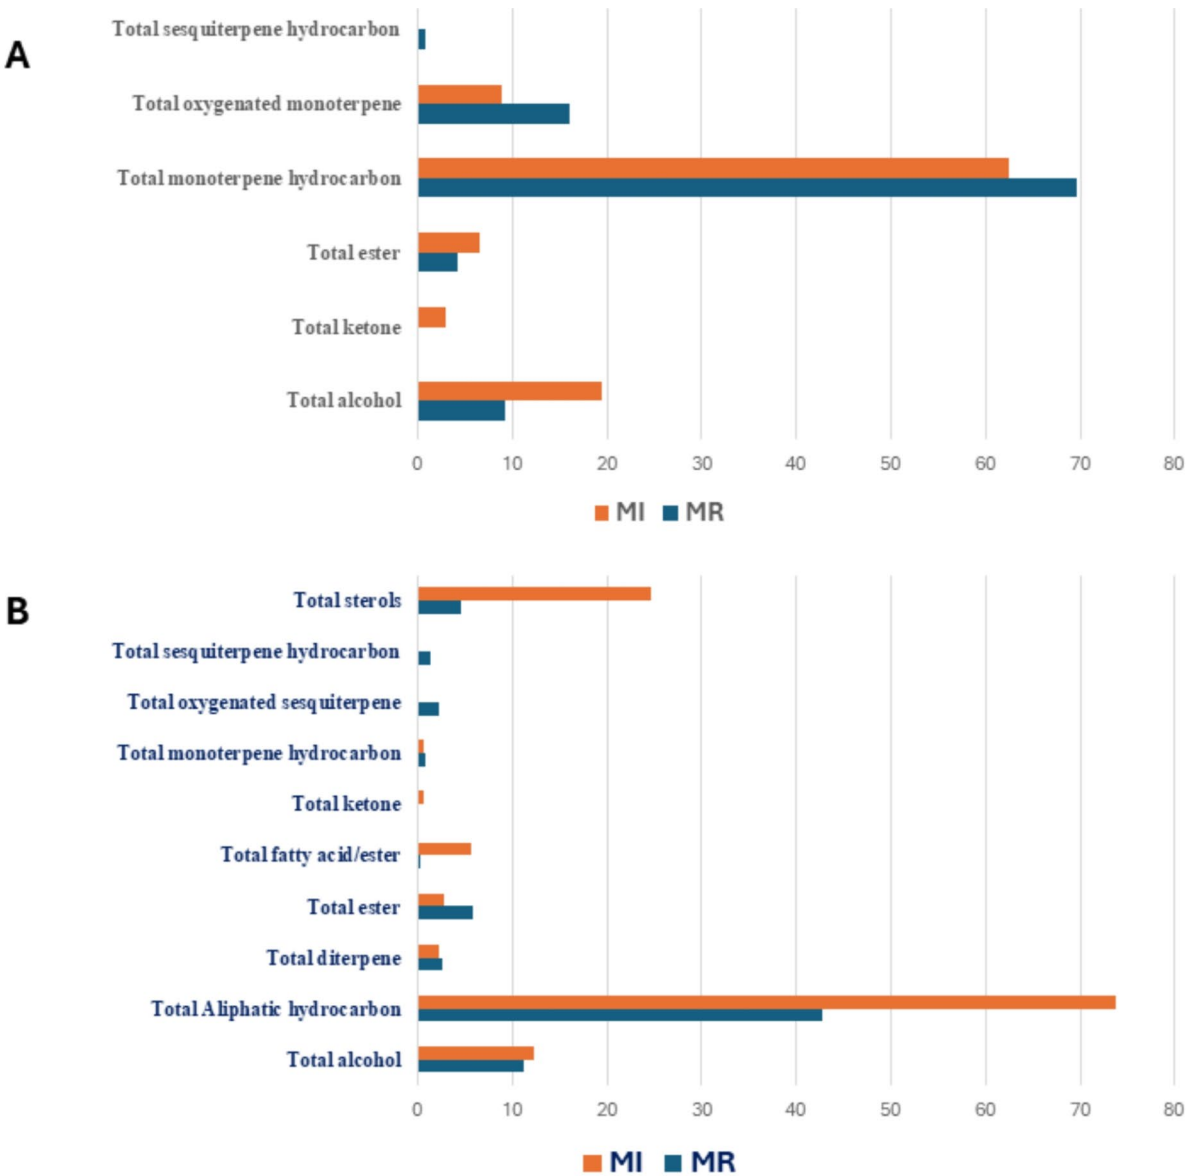 A
Total sesquiterpene hydrocarbon
Total oxygenated monoterpene
Total monoterpene hydrocarbon
Total ester
Total ketone
Total alcohol
0 10 20 30 40 50 60 70 80
MI MR
B
Total sterols
Total sesquiterpene hydrocarbon
Total oxygenated sesquiterpene
Total monoterpene hydrocarbon
Total ketone
Total fatty acid/ester
Total ester
Total diterpene
Total Aliphatic hydrocarbon
Total alcohol
0 10 20 30 40 50 60 70 80
MI MR